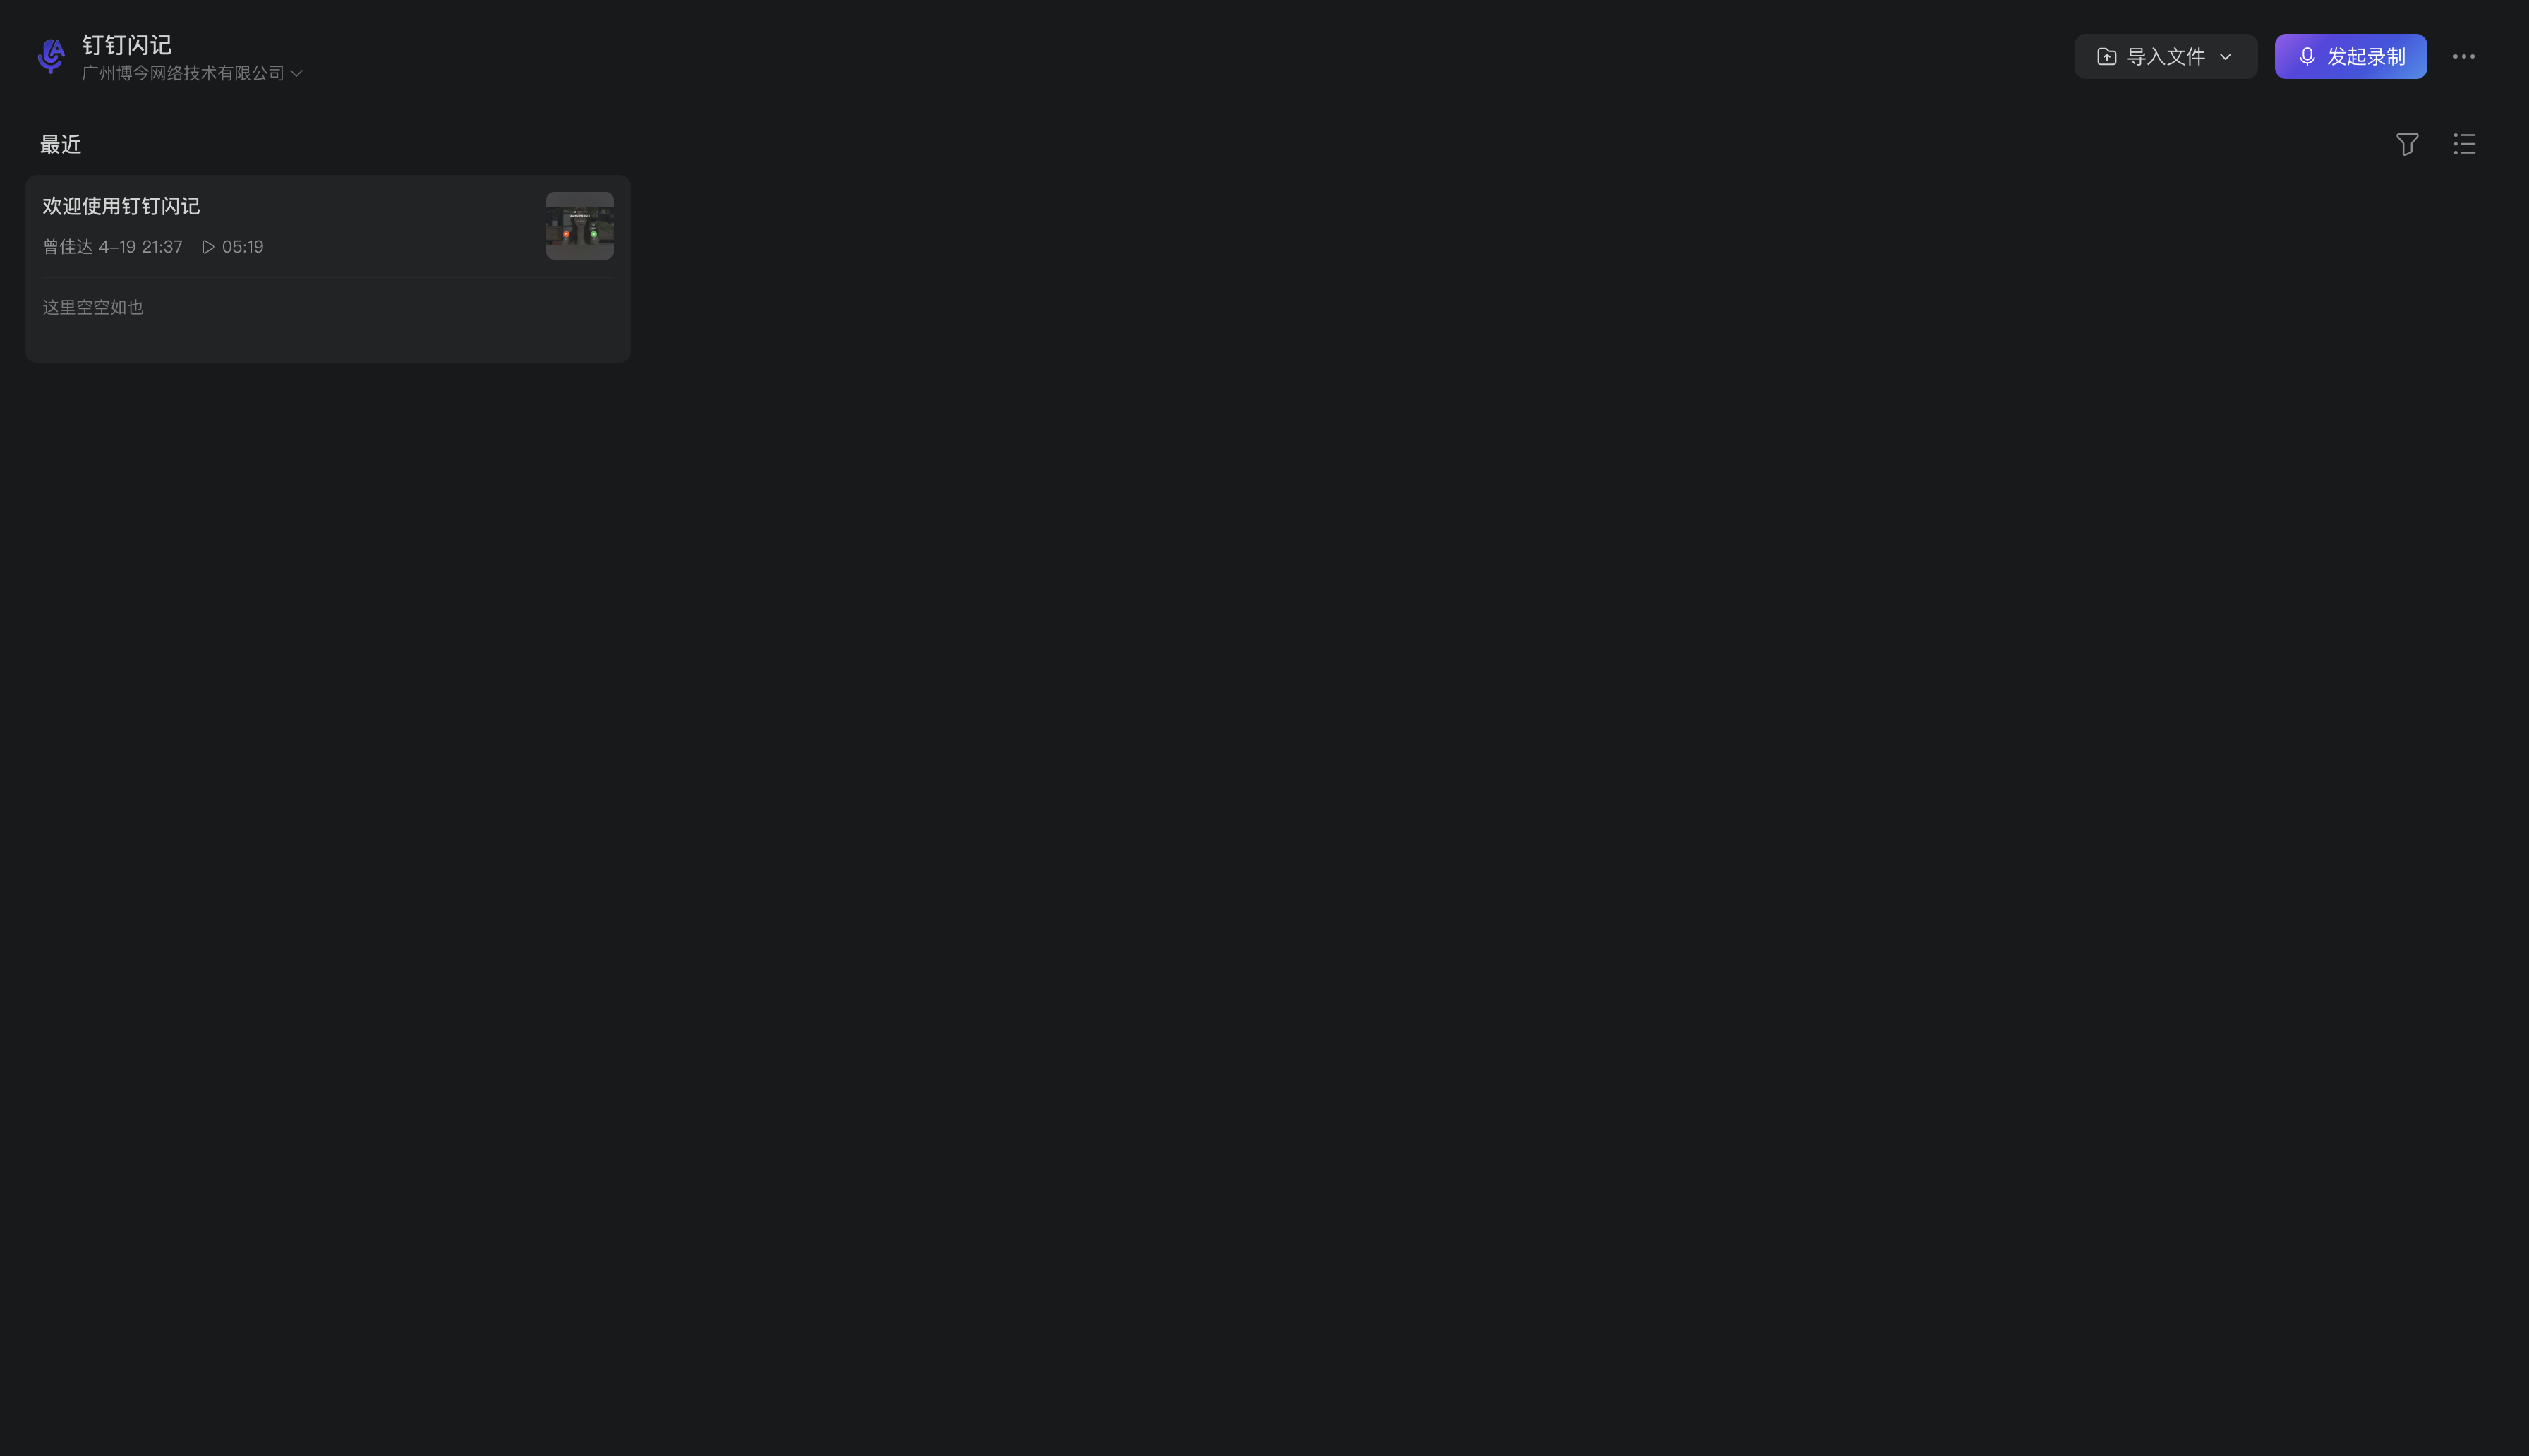 钉钉闪记
广州博今网络技术有限公司
导入文件
发起录制
最近
欢迎使用钉钉闪记
曾佳达 4-19 21:37 05:19
这里空空如也